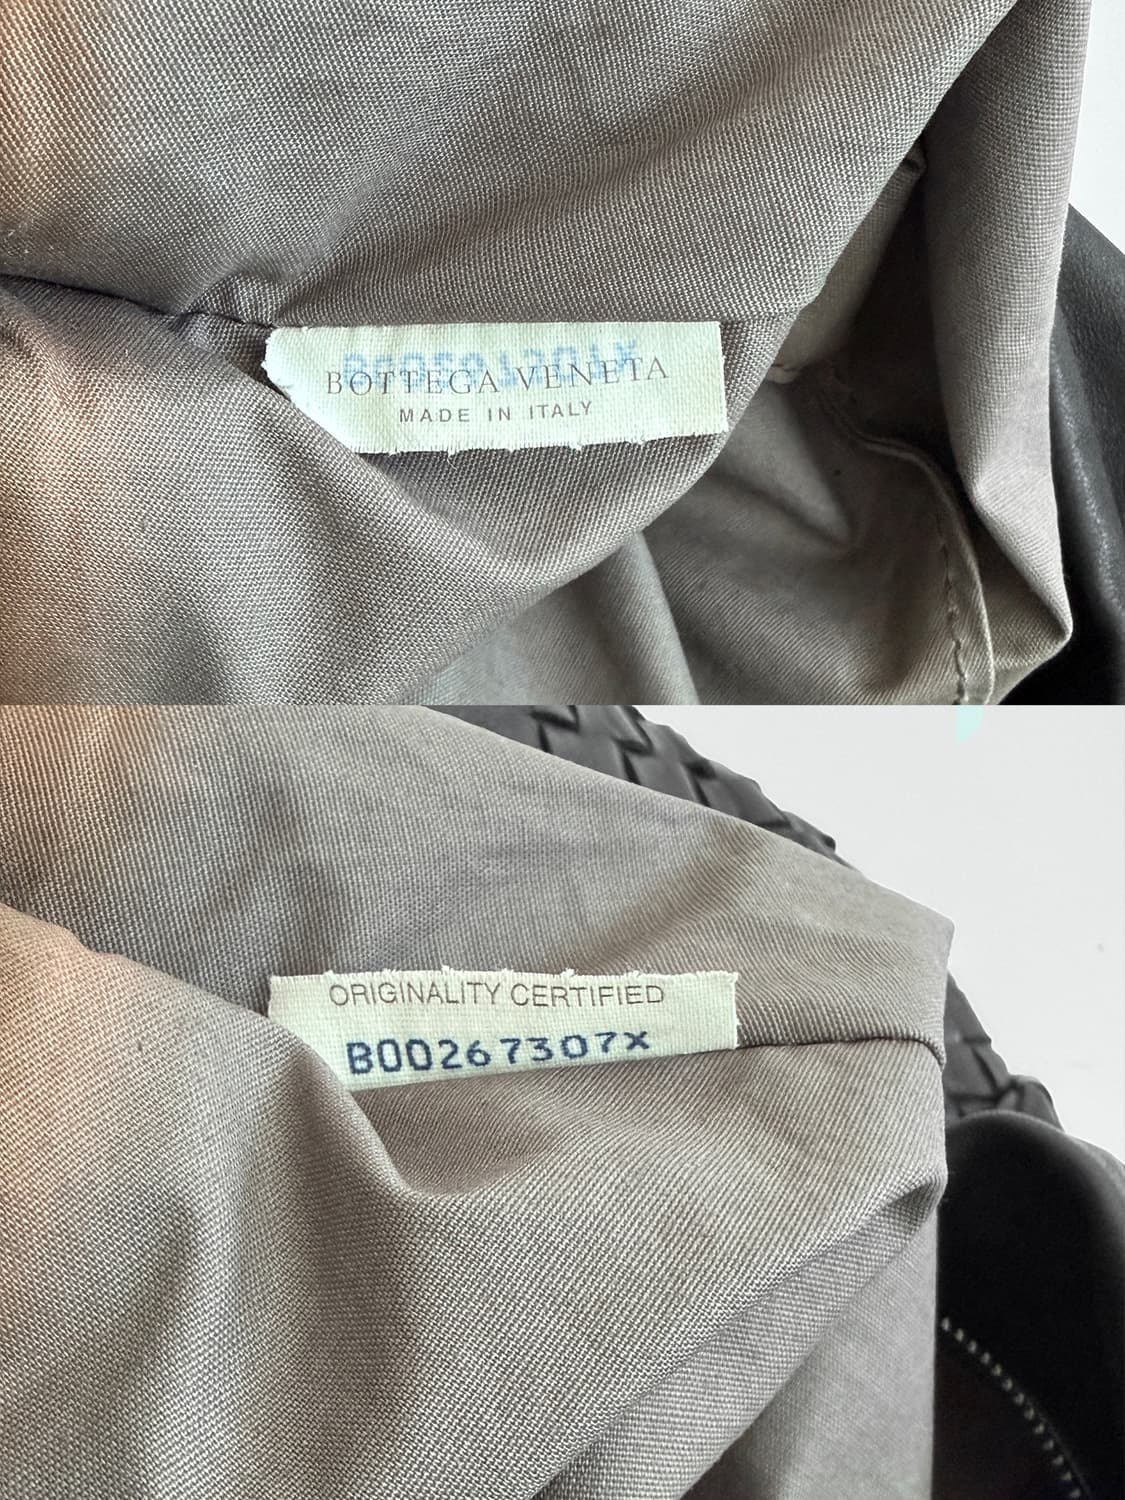 BOTTEGA VENETA
MADE IN ITALY
ORIGINALITY CERTIFIED
B00267307X